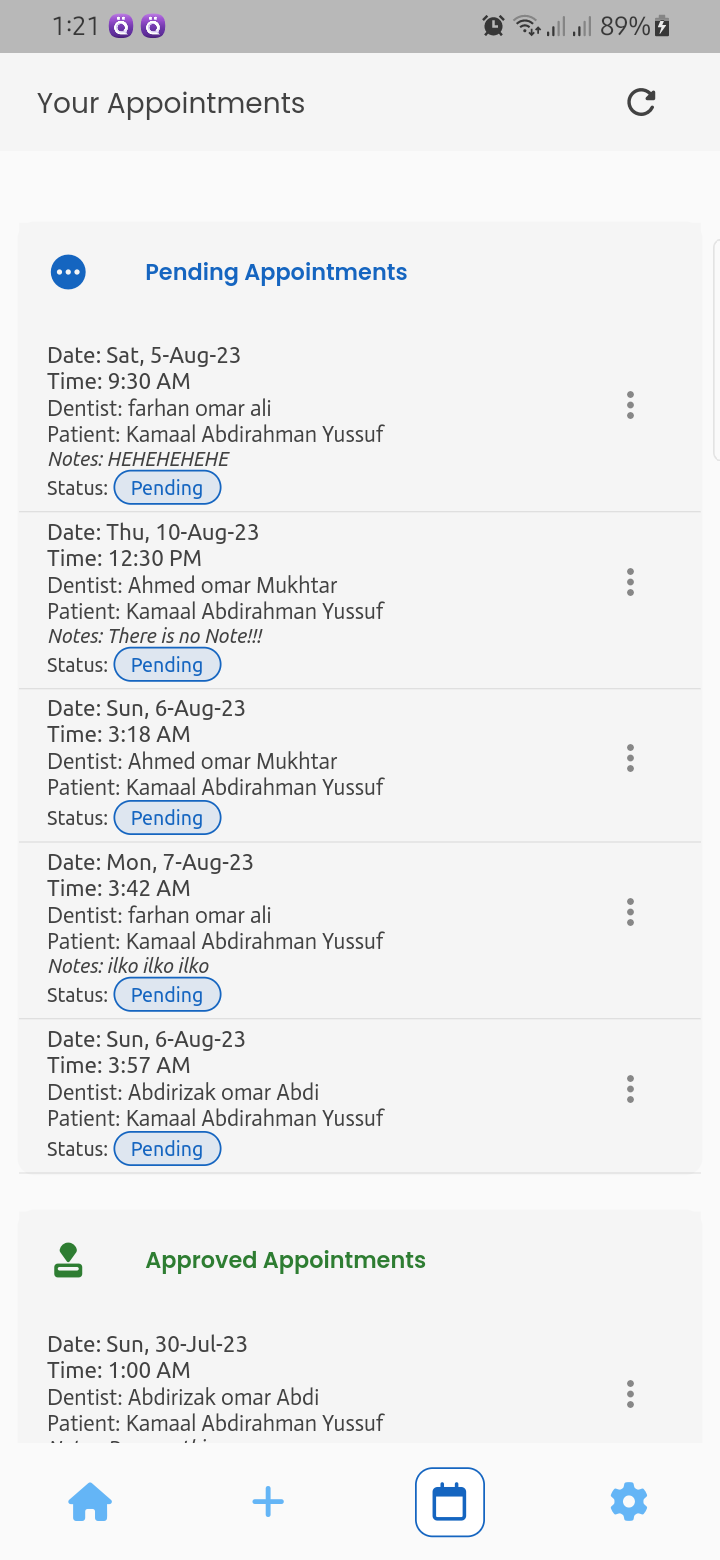 1:21
89%
Your Appointments
Pending Appointments
Date: Sat, 5-Aug-23
Time: 9:30 AM
Dentist: farhan omar ali
Patient: Kamaal Abdirahman Yussuf
Notes: HEHEHEHEHE
Status: Pending
Date: Thu, 10-Aug-23
Time: 12:30 PM
Dentist: Ahmed omar Mukhtar
Patient: Kamaal Abdirahman Yussuf
Notes: There is no Note!!!
Status: Pending
Date: Sun, 6-Aug-23
Time: 3:18 AM
Dentist: Ahmed omar Mukhtar
Patient: Kamaal Abdirahman Yussuf
Status: Pending
Date: Mon, 7-Aug-23
Time: 3:42 AM
Dentist: farhan omar ali
Patient: Kamaal Abdirahman Yussuf
Notes: ilko ilko ilko
Status: Pending
Date: Sun, 6-Aug-23
Time: 3:57 AM
Dentist: Abdirizak omar Abdi
Patient: Kamaal Abdirahman Yussuf
Status: Pending
Approved Appointments
Date: Sun, 30-Jul-23
Time: 1:00 AM
Dentist: Abdirizak omar Abdi
Patient: Kamaal Abdirahman Yussuf